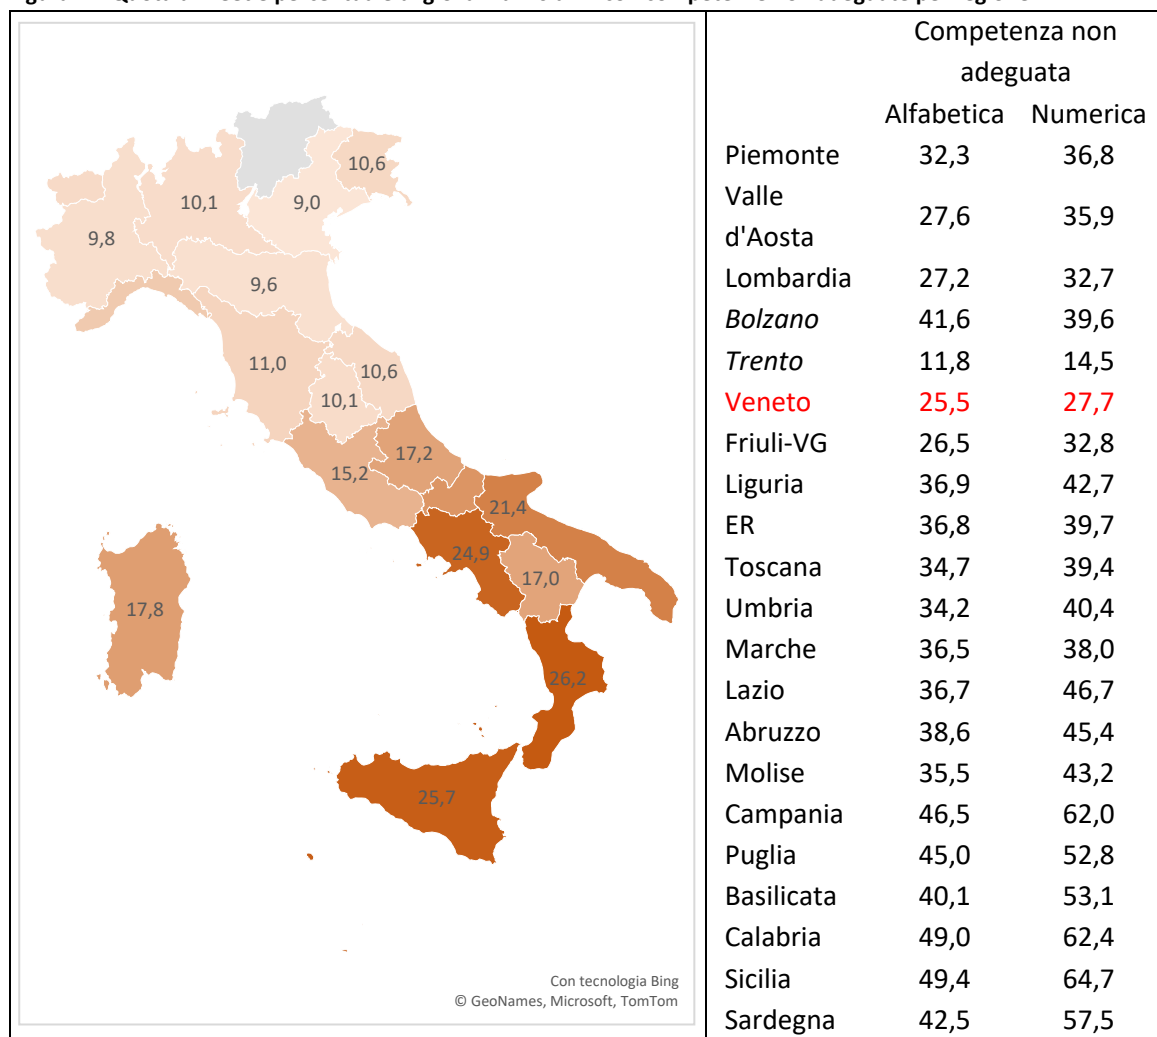 10,6
10,1
9,0
9,8
9,6
11,0
10,6
10,1
17,2
15,2
21,4
24,9
17,0
17,8
26,2
25,7
Con tecnologia Bing
© GeoNames, Microsoft, TomTom
Competenza non
adeguata
Alfabetica Numerica
Piemonte 32,3 36,8
Valle
d'Aosta 27,6 35,9
Lombardia 27,2 32,7
Bolzano 41,6 39,6
Trento 11,8 14,5
Veneto 25,5 27,7
Friuli-VG 26,5 32,8
Liguria 36,9 42,7
ER 36,8 39,7
Toscana 34,7 39,4
Umbria 34,2 40,4
Marche 36,5 38,0
Lazio 36,7 46,7
Abruzzo 38,6 45,4
Molise 35,5 43,2
Campania 46,5 62,0
Puglia 45,0 52,8
Basilicata 40,1 53,1
Calabria 49,0 62,4
Sicilia 49,4 64,7
Sardegna 42,5 57,5